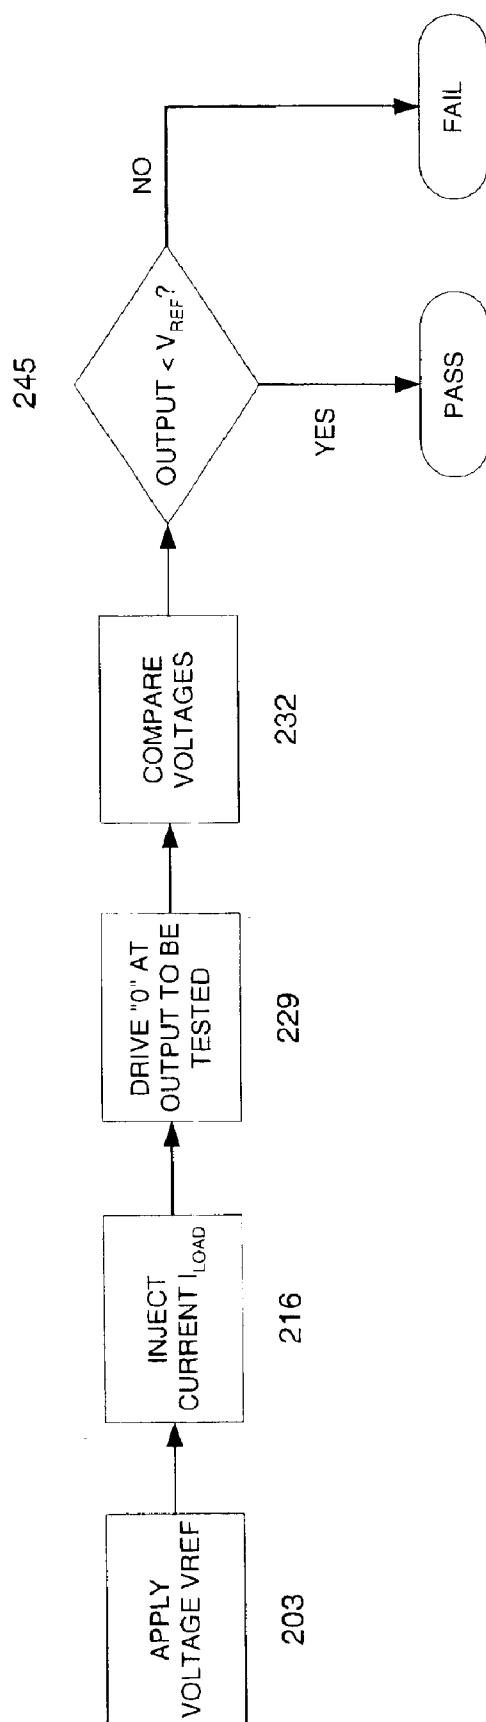 APPLY
VOLTAGE VREF
203
INJECT
CURRENT I_LOAD
216
DRIVE "0" AT
OUTPUT TO BE
TESTED
229
COMPARE
VOLTAGES
232
245
OUTPUT < V_REF?
NO
YES
PASS
FAIL